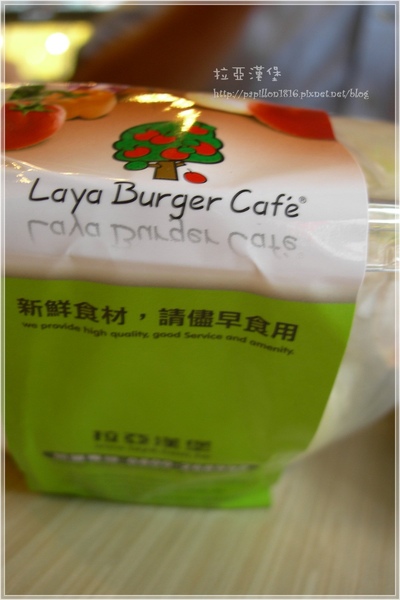 拉亞漢堡
http://papillon1816.pixnet.net/blog
Laya Burger Café®
新鮮食材，請儘早食用
we provide high quality, good Service and amenity.
拉亞漢堡